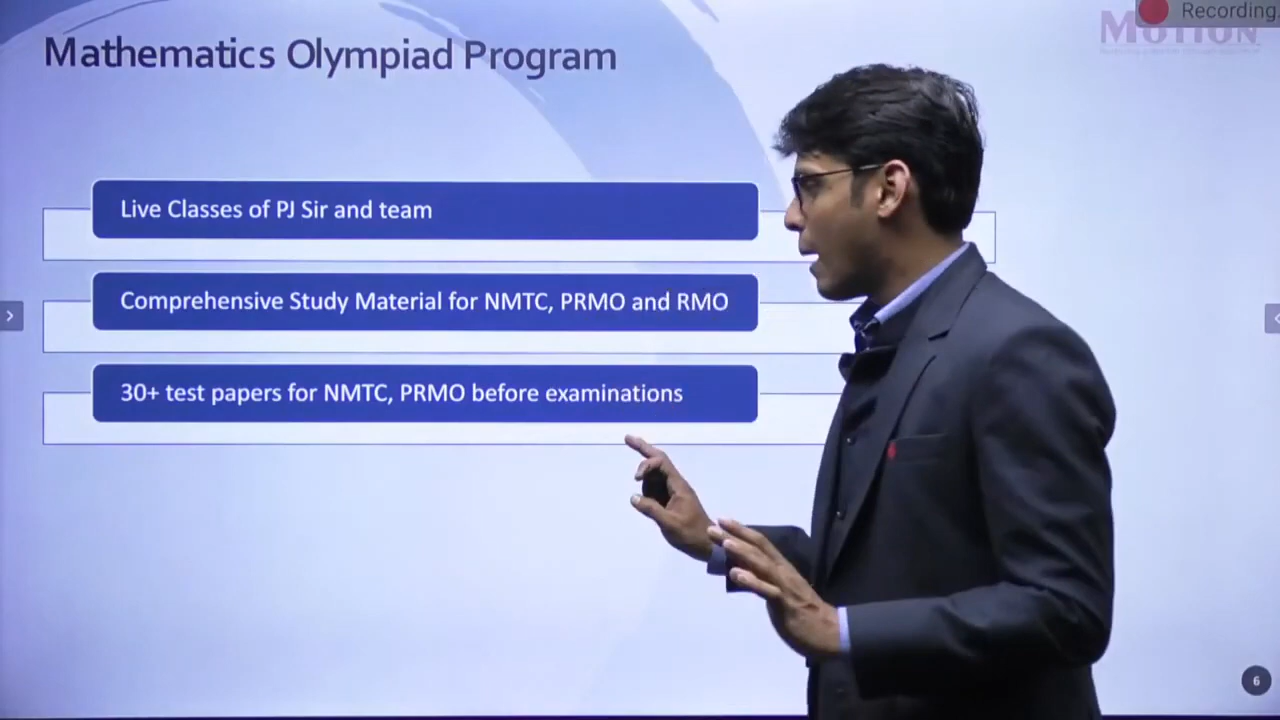 Recording.
MOTION
Mathematics Olympiad Program
Live Classes of PJ Sir and team
Comprehensive Study Material for NMTC, PRMO and RMO
30+ test papers for NMTC, PRMO before examinations
6